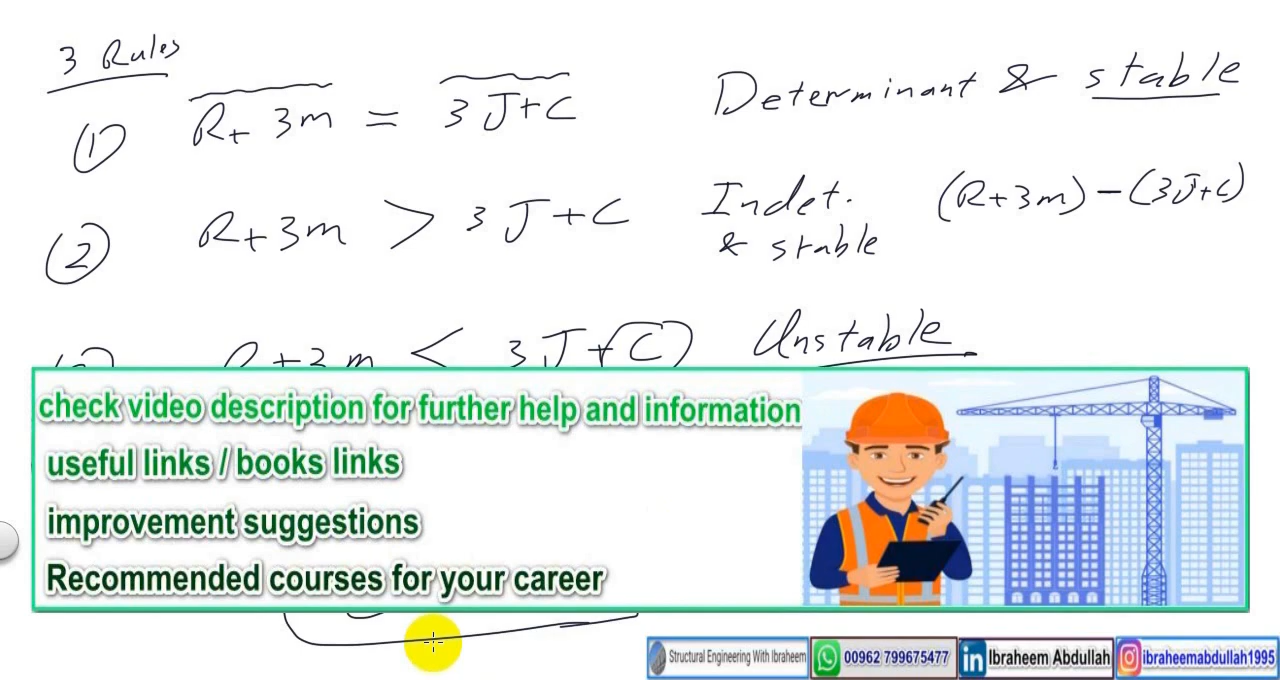 3 Rules
① R+ 3m = 3J+C Determinant & stable
② R+3m > 3J+C Indet. & stable (R+3m)-(3J+C)
R+3m < 3J+C Unstable
check video description for further help and information
useful links / books links
improvement suggestions
Recommended courses for your career
Structural Engineering With Ibraheem 00962 799675477 in Ibraheem Abdullah ibraheemabdullah1995